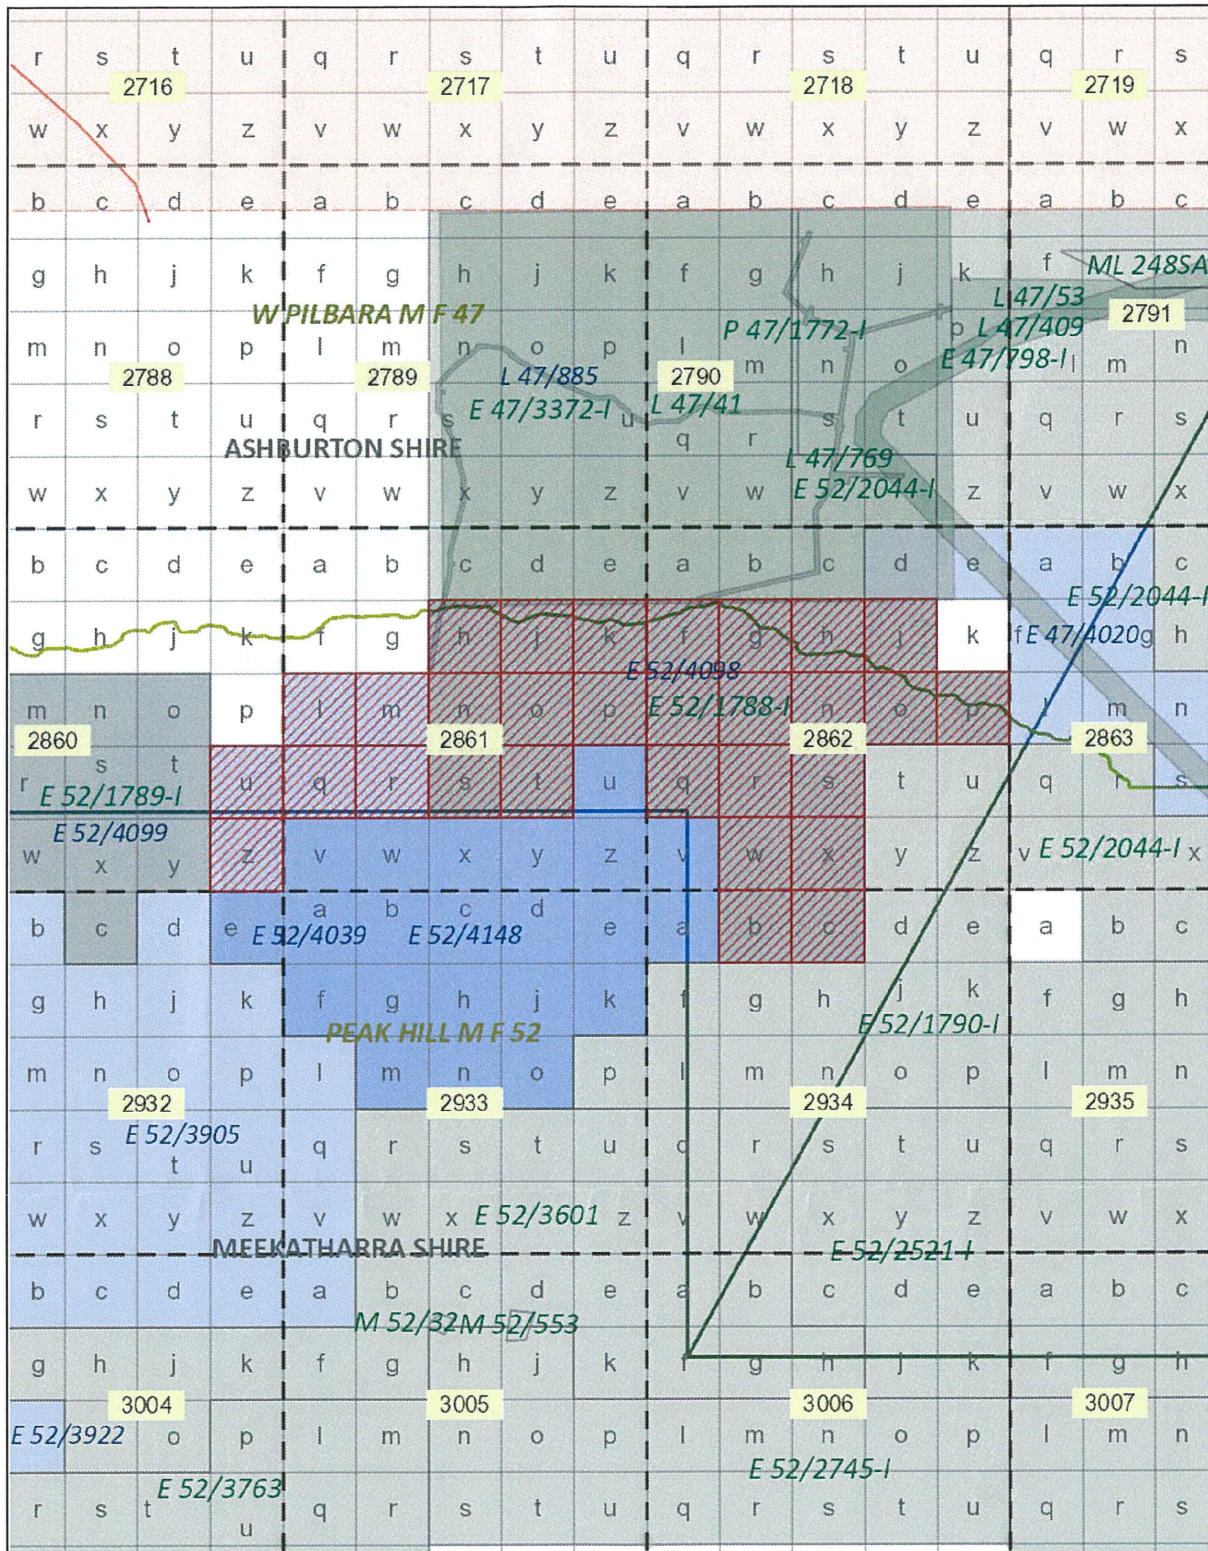 r s t u q r s t u q r s t u q r s
2716 2717 2718 2719
w x y z v w x y z v w x y z v w x
b c d e a b c d e a b c d e a b c
g h j k f g h j k f g h j k f ML 248SA
W PILBARA M F 47 L 47/53
P 47/1772-I p L 47/409 2791
m n o p l m n o p l m n o E 47/798-I l m n
2788 2789 L 47/885 2790
r s t u q r s E 47/3372-I u L 47/41 q r s t u q r s
ASHBURTON SHIRE L 47/769
w x y z v w x y z v w E 52/2044-I z v w x
b c d e a b c d e a b c d e a b c
E 52/2044-I
g h j k f g h j k f g h j k f E 47/4020 g h
E 52/4098
m n o p l m n o p E 52/1788-I n o p l m n
2860 2861 2862 2863
r s t u q r s t u q r s t u q r s
E 52/1789-I
E 52/4099
w x y z v w x y z v w x y z v E 52/2044-I x
b c d e a b c d e a b c d e a b c
E 52/4039 E 52/4148
g h j k f g h j k f g h j k f g h
PEAK HILL M F 52 E 52/1790-I
m n o p l m n o p l m n o p l m n
2932 2933 2934 2935
E 52/3905
r s t u q r s t u q r s t u q r s
w x y z v w x E 52/3601 z v w x y z v w x
MEEKATHARRA SHIRE E 52/2521-I
b c d e a b c d e a b c d e a b c
M 52/32 M 52/553
g h j k f g h j k f g h j k f g h
3004 3005 3006 3007
E 52/3922 o p l m n o p l m n o p l m n
E 52/2745-I
E 52/3763
r s t u q r s t u q r s t u q r s